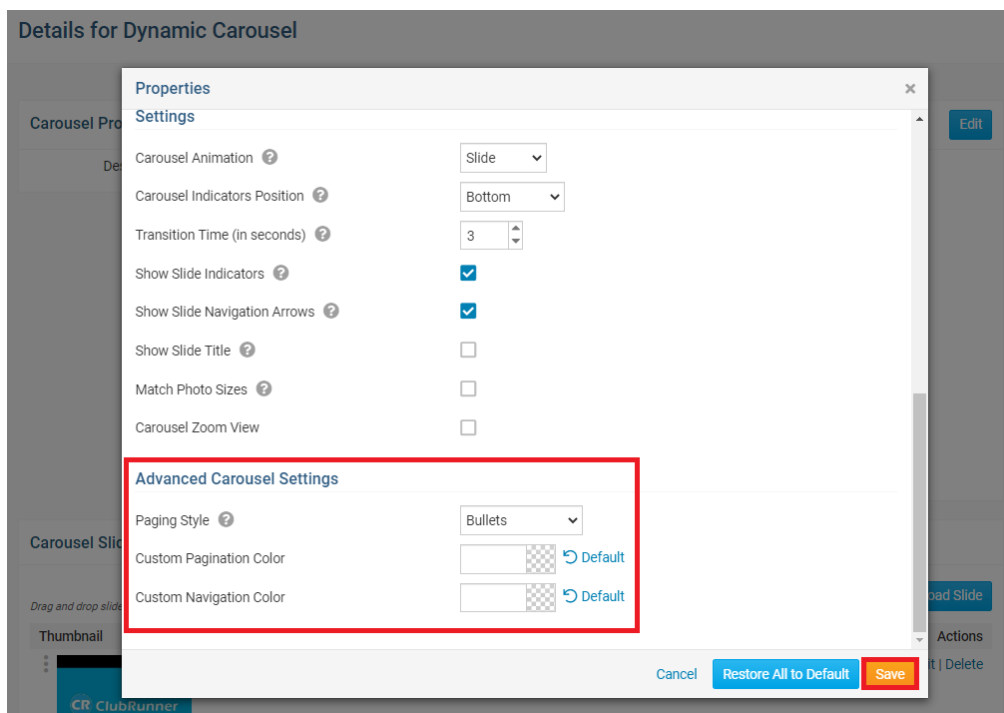 Details for Dynamic Carousel
Properties ×
Carousel Pro
Edit
Settings
Des
Carousel Animation ? Slide
Carousel Indicators Position ? Bottom
Transition Time (in seconds) ? 3
Show Slide Indicators ?
Show Slide Navigation Arrows ?
Show Slide Title ?
Match Photo Sizes ?
Carousel Zoom View
Advanced Carousel Settings
Paging Style ? Bullets
Custom Pagination Color Default
Custom Navigation Color Default
Carousel Slid
Drag and drop slide
oad Slide
Thumbnail
Actions
it | Delete
Cancel Restore All to Default Save
CR ClubRunner